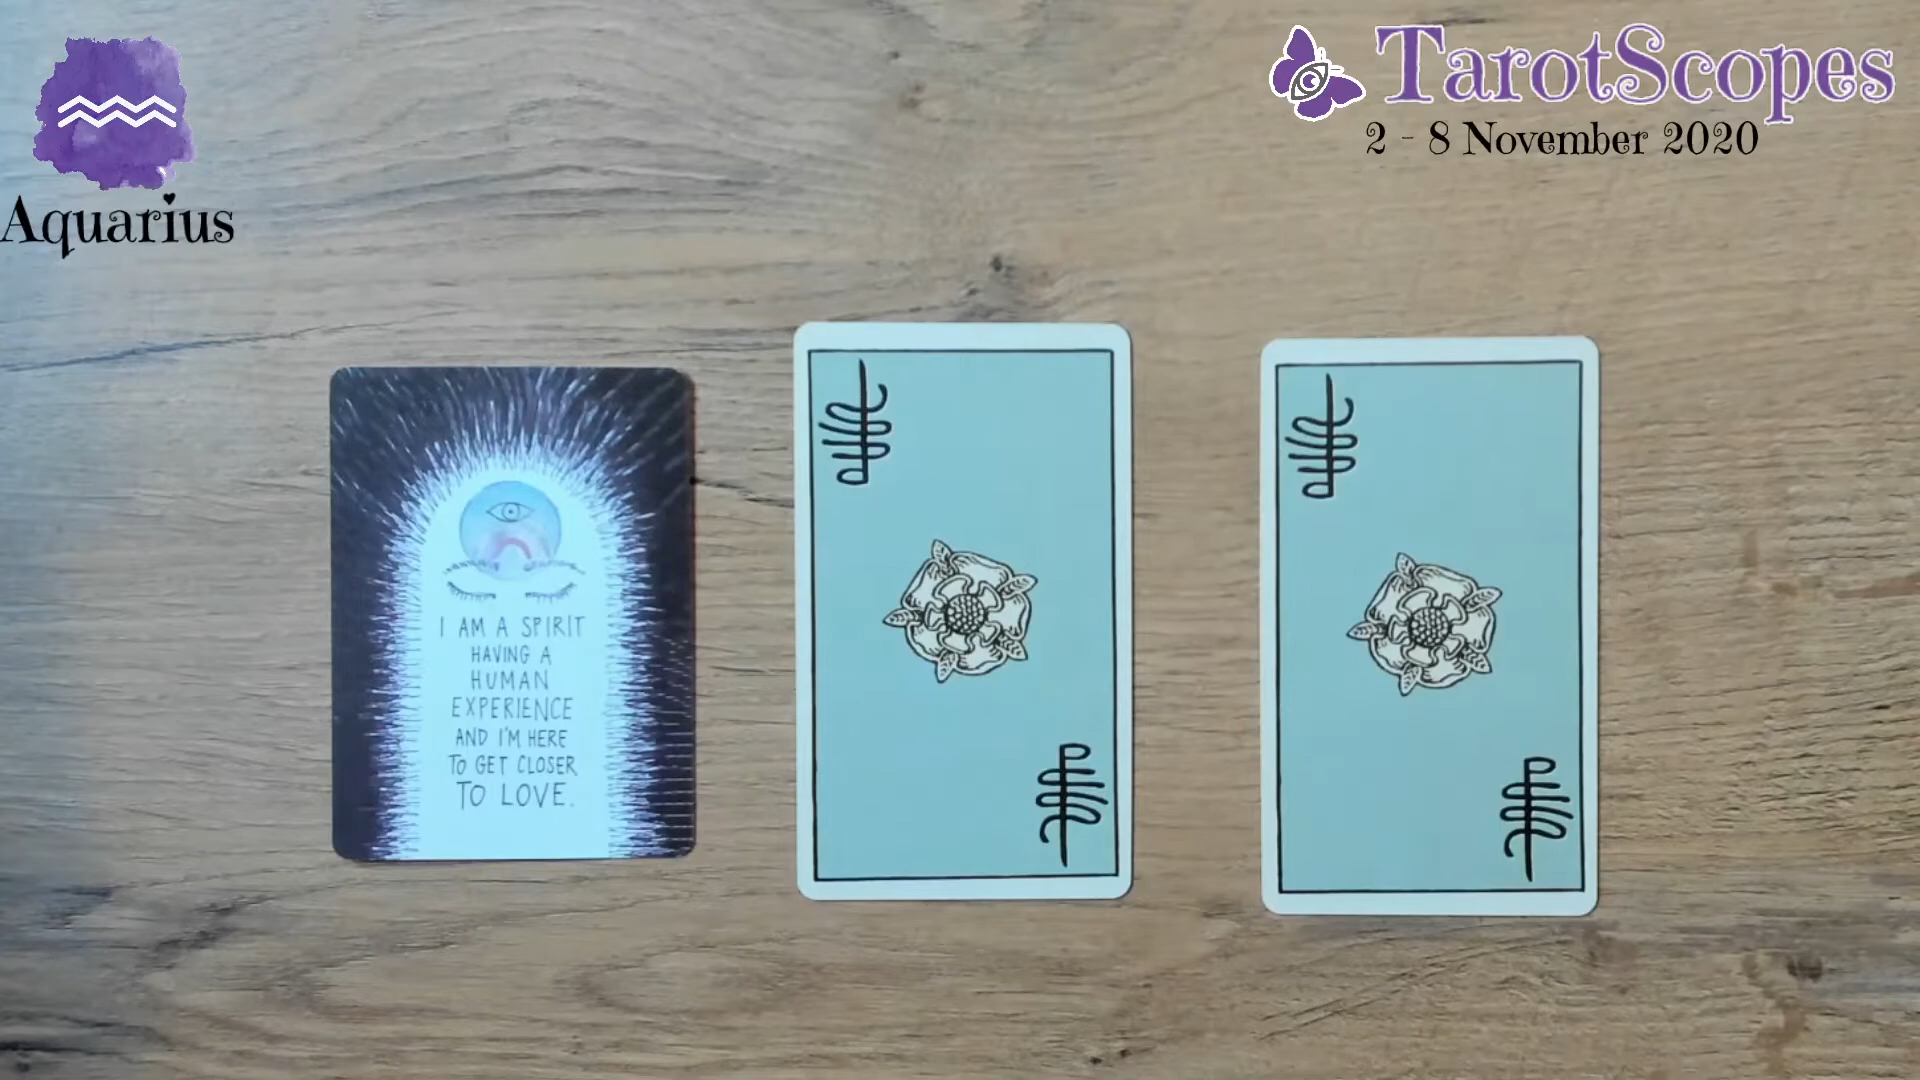 Aquarius
TarotScopes
2 - 8 November 2020
I AM A SPIRIT
HAVING A
HUMAN
EXPERIENCE
AND I'M HERE
TO GET CLOSER
TO LOVE.